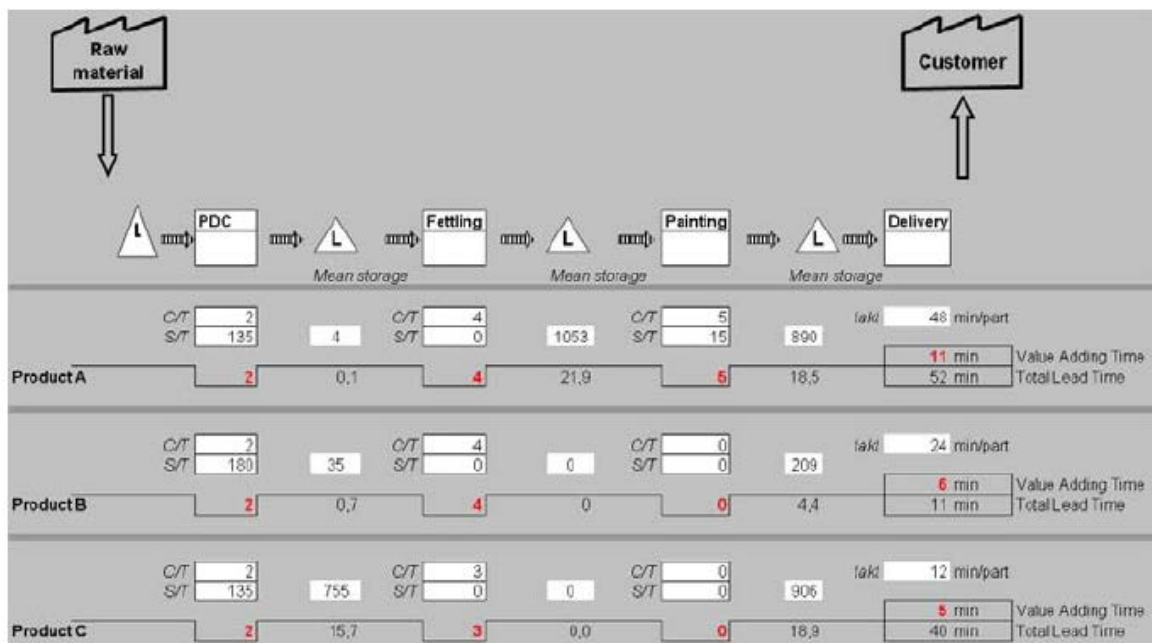 Raw
material
Customer
L PDC L Fettling L Painting L Delivery
Mean storage Mean storage Mean storage
C/T 2 C/T 4 C/T 5 takt 48 min/part
S/T 135 4 S/T 0 1053 S/T 15 890
11 min Value Adding Time
Product A 2 0,1 4 21,9 5 18,5 52 min Total Lead Time
C/T 2 C/T 4 C/T 0 takt 24 min/part
S/T 180 35 S/T 0 0 S/T 0 209
6 min Value Adding Time
Product B 2 0,7 4 0 0 4,4 11 min Total Lead Time
C/T 2 C/T 3 C/T 0 takt 12 min/part
S/T 135 755 S/T 0 0 S/T 0 906
5 min Value Adding Time
Product C 2 15,7 3 0,0 0 18,9 40 min Total Lead Time